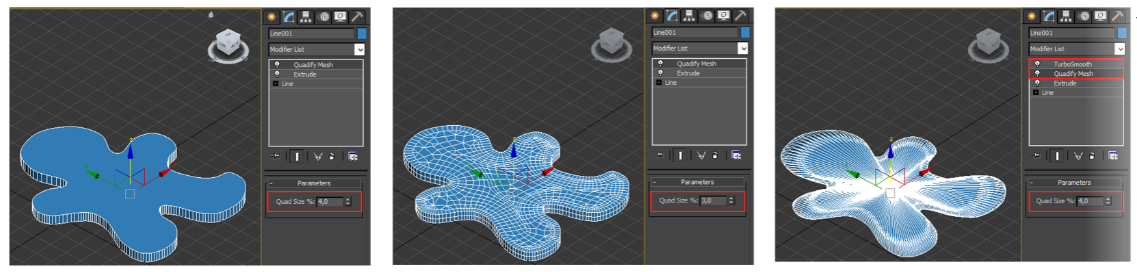 Line001
Modifier List
Quadify Mesh
Extrude
Line
- Parameters
Quad Size %: 4,0
Line001
Modifier List
Quadify Mesh
Extrude
Line
- Parameters
Quad Size %: 3,0
Line001
Modifier List
TurboSmooth
Quadify Mesh
Extrude
Line
- Parameters
Quad Size %: 4,0